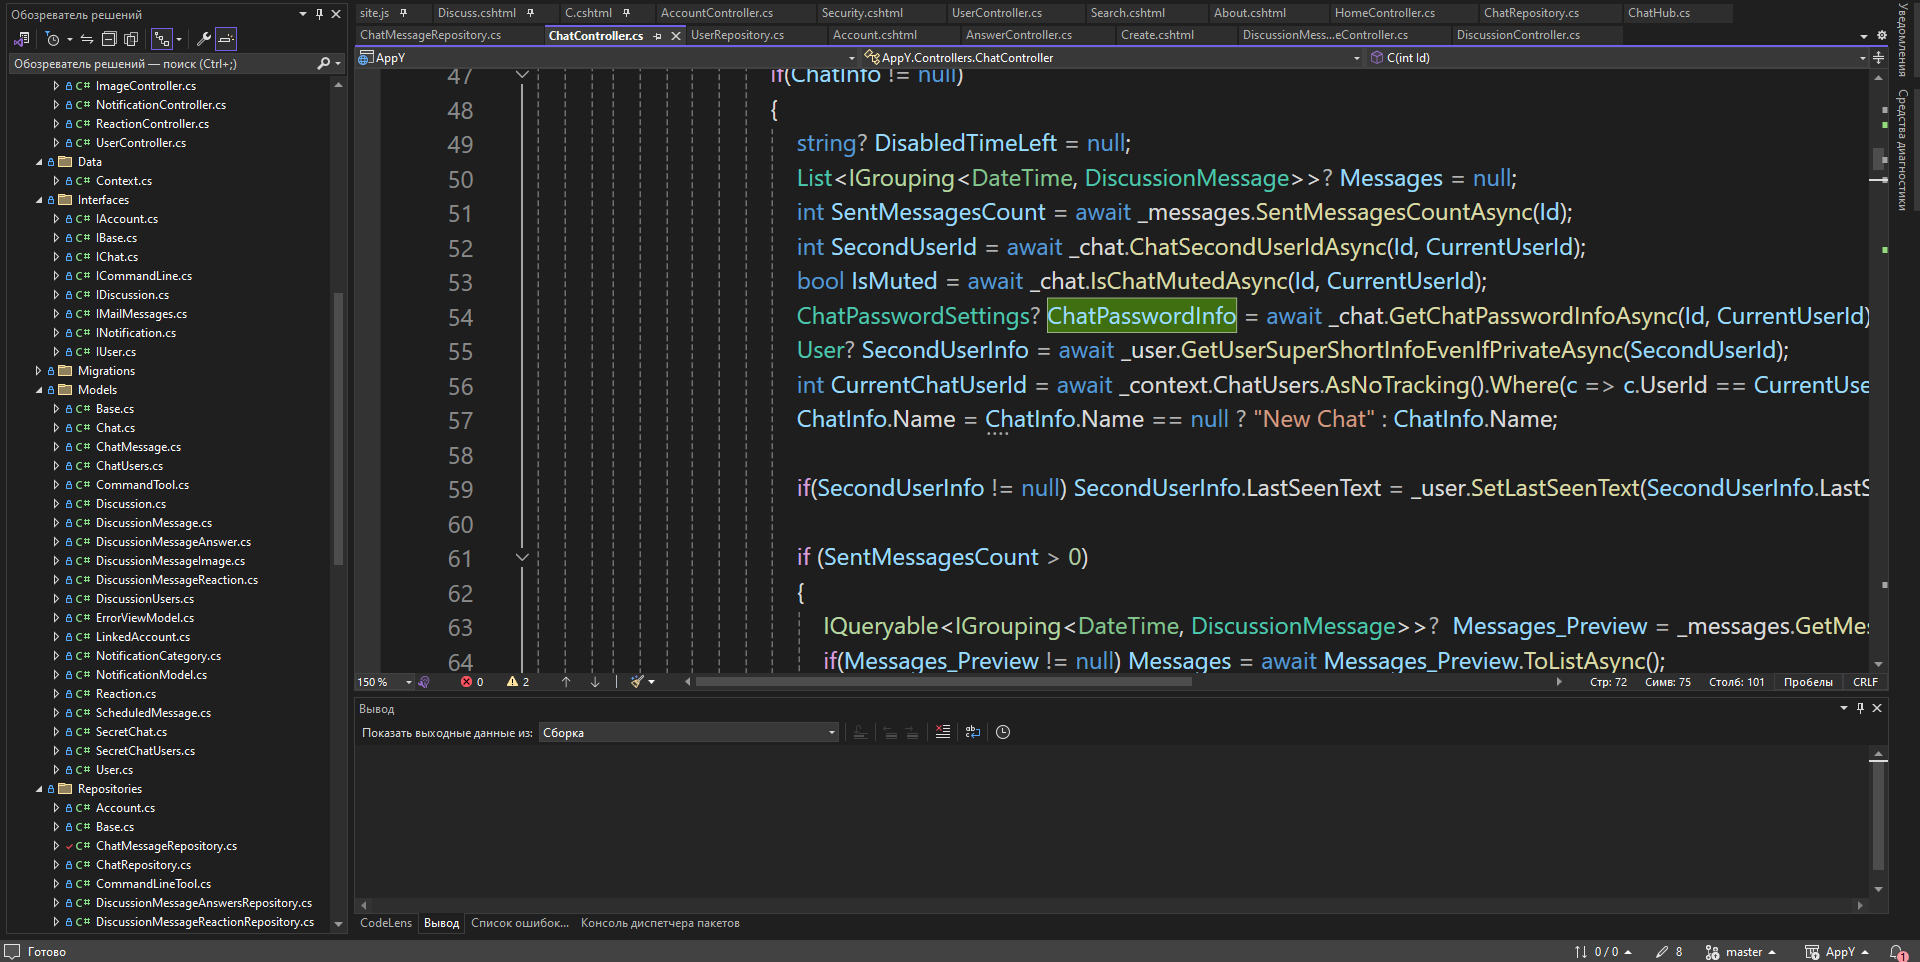 Обозреватель решений
Обозреватель решений — поиск (Ctrl+;)
ImageController.cs
NotificationController.cs
ReactionController.cs
UserController.cs
Data
Context.cs
Interfaces
IAccount.cs
IBase.cs
IChat.cs
ICommandLine.cs
IDiscussion.cs
IMailMessages.cs
INotification.cs
IUser.cs
Migrations
Models
Base.cs
Chat.cs
ChatMessage.cs
ChatUsers.cs
CommandTool.cs
Discussion.cs
DiscussionMessage.cs
DiscussionMessageAnswer.cs
DiscussionMessageImage.cs
DiscussionMessageReaction.cs
DiscussionUsers.cs
ErrorViewModel.cs
LinkedAccount.cs
NotificationCategory.cs
NotificationModel.cs
Reaction.cs
ScheduledMessage.cs
SecretChat.cs
SecretChatUsers.cs
User.cs
Repositories
Account.cs
Base.cs
ChatMessageRepository.cs
ChatRepository.cs
CommandLineTool.cs
DiscussionMessageAnswersRepository.cs
DiscussionMessageReactionRepository.cs
site.js Discuss.cshtml C.cshtml AccountController.cs Security.cshtml UserController.cs Search.cshtml About.cshtml HomeController.cs ChatRepository.cs ChatHub.cs
ChatMessageRepository.cs ChatController.cs UserRepository.cs Account.cshtml AnswerController.cs Create.cshtml DiscussionMess...eController.cs DiscussionController.cs
AppY AppY.Controllers.ChatController C(int Id)
47 if(ChatInfo != null)
48 {
49 string? DisabledTimeLeft = null;
50 List<IGrouping<DateTime, DiscussionMessage>>? Messages = null;
51 int SentMessagesCount = await _messages.SentMessagesCountAsync(Id);
52 int SecondUserId = await _chat.ChatSecondUserIdAsync(Id, CurrentUserId);
53 bool IsMuted = await _chat.IsChatMutedAsync(Id, CurrentUserId);
54 ChatPasswordSettings? ChatPasswordInfo = await _chat.GetChatPasswordInfoAsync(Id, CurrentUserId)
55 User? SecondUserInfo = await _user.GetUserSuperShortInfoEvenIfPrivateAsync(SecondUserId);
56 int CurrentChatUserId = await _context.ChatUsers.AsNoTracking().Where(c => c.UserId == CurrentUse
57 ChatInfo.Name = ChatInfo.Name == null ? "New Chat" : ChatInfo.Name;
58
59 if(SecondUserInfo != null) SecondUserInfo.LastSeenText = _user.SetLastSeenText(SecondUserInfo.LastS
60
61 if (SentMessagesCount > 0)
62 {
63 IQueryable<IGrouping<DateTime, DiscussionMessage>>? Messages_Preview = _messages.GetMes
64 if(Messages_Preview != null) Messages = await Messages_Preview.ToListAsync();
150 % 0 2 Стр: 72 Симв: 75 Столб: 101 Пробелы CRLF
Вывод
Показать выходные данные из: Сборка
CodeLens Вывод Список ошибок... Консоль диспетчера пакетов
Уведомления
Средства диагностики
Готово 0 / 0 8 master AppY 1